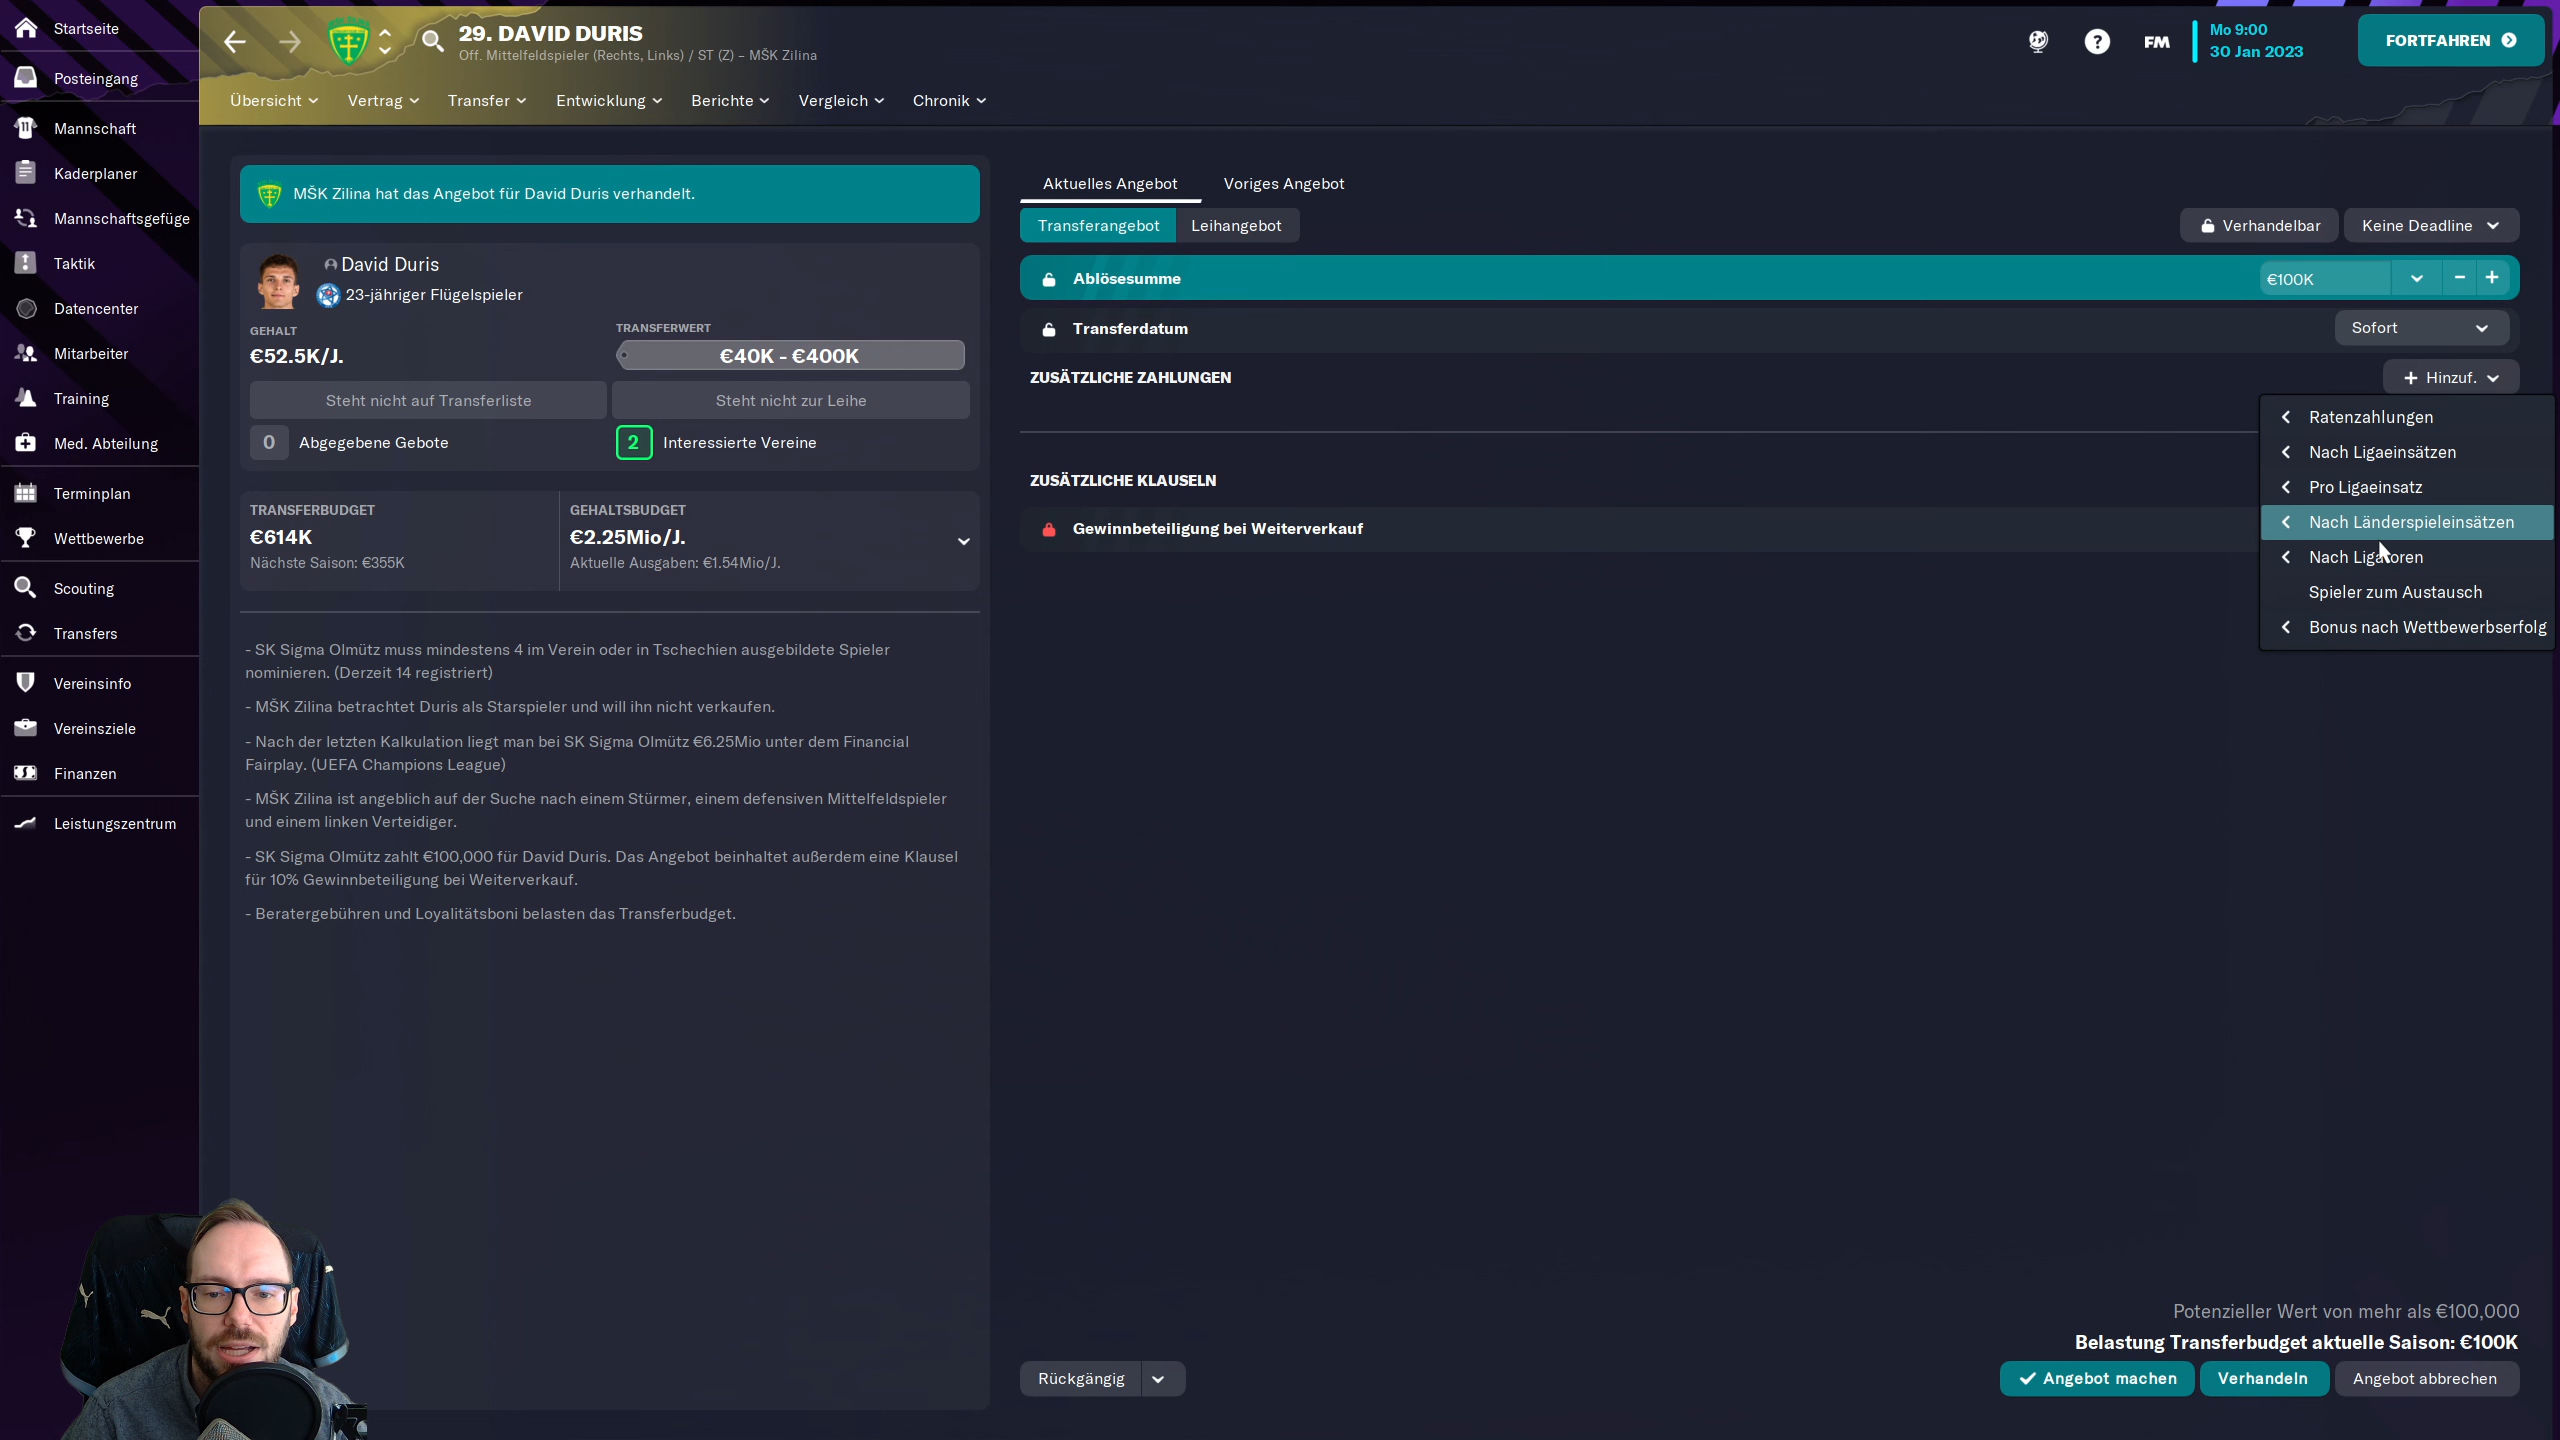 Startseite
Posteingang
Mannschaft
Kaderplaner
Mannschaftsgefüge
Taktik
Datencenter
Mitarbeiter
Training
Med. Abteilung
Terminplan
Wettbewerbe
Scouting
Transfers
Vereinsinfo
Vereinsziele
Finanzen
Leistungszentrum
29. DAVID DURIS
Off. Mittelfeldspieler (Rechts, Links) / ST (Z) – MŠK Zilina
FM
Mo 9:00
30 Jan 2023
FORTFAHREN
Übersicht
Vertrag
Transfer
Entwicklung
Berichte
Vergleich
Chronik
MŠK Zilina hat das Angebot für David Duris verhandelt.
David Duris
23-jähriger Flügelspieler
GEHALT
€52.5K/J.
TRANSFERWERT
€40K - €400K
Steht nicht auf Transferliste
Steht nicht zur Leihe
0 Abgegebene Gebote
2 Interessierte Vereine
TRANSFERBUDGET
€614K
Nächste Saison: €355K
GEHALTSBUDGET
€2.25Mio/J.
Aktuelle Ausgaben: €1.54Mio/J.
- SK Sigma Olmütz muss mindestens 4 im Verein oder in Tschechien ausgebildete Spieler
nominieren. (Derzeit 14 registriert)
- MŠK Zilina betrachtet Duris als Starspieler und will ihn nicht verkaufen.
- Nach der letzten Kalkulation liegt man bei SK Sigma Olmütz €6.25Mio unter dem Financial
Fairplay. (UEFA Champions League)
- MŠK Zilina ist angeblich auf der Suche nach einem Stürmer, einem defensiven Mittelfeldspieler
und einem linken Verteidiger.
- SK Sigma Olmütz zahlt €100,000 für David Duris. Das Angebot beinhaltet außerdem eine Klausel
für 10% Gewinnbeteiligung bei Weiterverkauf.
- Beratergebühren und Loyalitätsboni belasten das Transferbudget.
Aktuelles Angebot
Voriges Angebot
Transferangebot
Leihangebot
Verhandelbar
Keine Deadline
Ablösesumme
€100K
Transferdatum
Sofort
ZUSÄTZLICHE ZAHLUNGEN
Hinzuf.
Ratenzahlungen
Nach Ligaeinsätzen
Pro Ligaeinsatz
Nach Länderspieleinsätzen
Nach Ligatoren
Spieler zum Austausch
Bonus nach Wettbewerbserfolg
ZUSÄTZLICHE KLAUSELN
Gewinnbeteiligung bei Weiterverkauf
Potenzieller Wert von mehr als €100,000
Belastung Transferbudget aktuelle Saison: €100K
Rückgängig
Angebot machen
Verhandeln
Angebot abbrechen